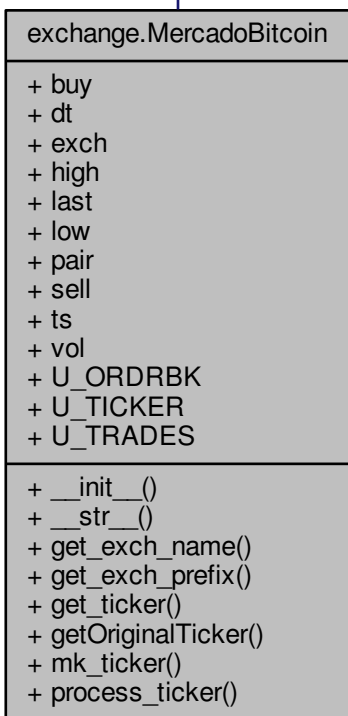 exchange.MercadoBitcoin
+ buy
+ dt
+ exch
+ high
+ last
+ low
+ pair
+ sell
+ ts
+ vol
+ U_ORDRBK
+ U_TICKER
+ U_TRADES
+ __init__()
+ __str__()
+ get_exch_name()
+ get_exch_prefix()
+ get_ticker()
+ getOriginalTicker()
+ mk_ticker()
+ process_ticker()